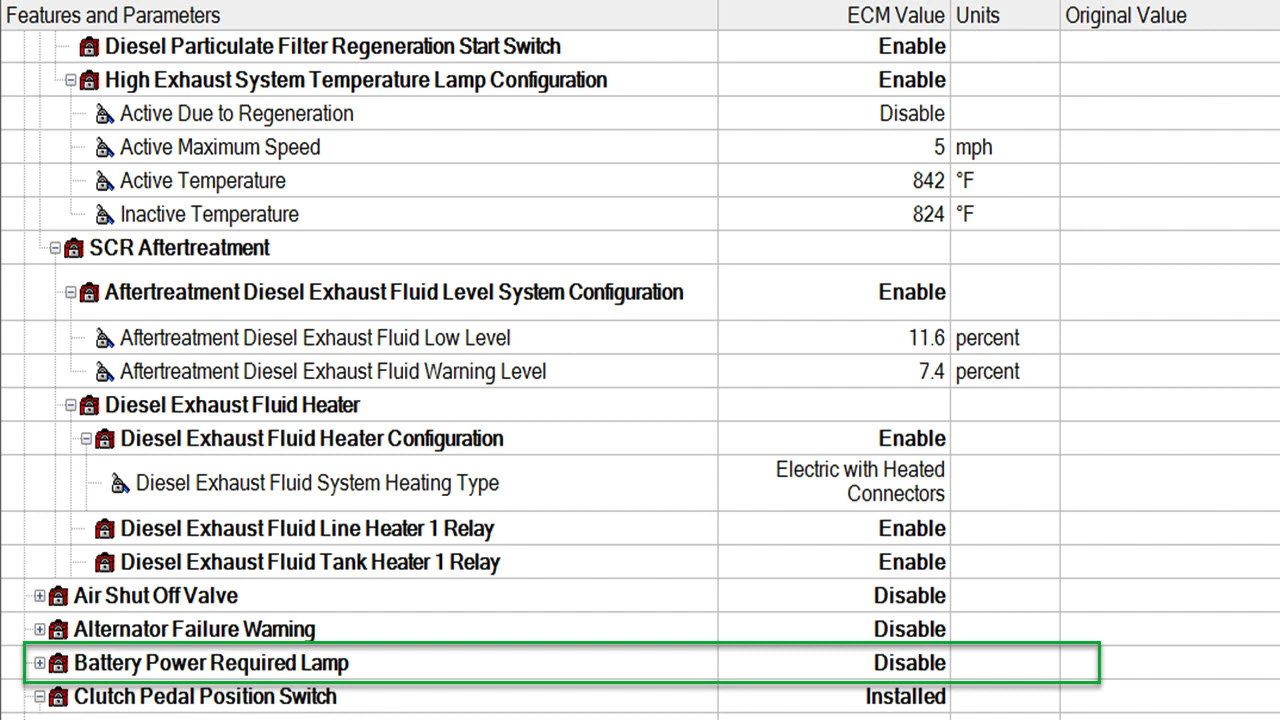 Features and Parameters ECM Value Units Original Value
Diesel Particulate Filter Regeneration Start Switch Enable
High Exhaust System Temperature Lamp Configuration Enable
Active Due to Regeneration Disable
Active Maximum Speed 5 mph
Active Temperature 842 °F
Inactive Temperature 824 °F
SCR Aftertreatment
Aftertreatment Diesel Exhaust Fluid Level System Configuration Enable
Aftertreatment Diesel Exhaust Fluid Low Level 11.6 percent
Aftertreatment Diesel Exhaust Fluid Warning Level 7.4 percent
Diesel Exhaust Fluid Heater
Diesel Exhaust Fluid Heater Configuration Enable
Diesel Exhaust Fluid System Heating Type Electric with Heated
Connectors
Diesel Exhaust Fluid Line Heater 1 Relay Enable
Diesel Exhaust Fluid Tank Heater 1 Relay Enable
Air Shut Off Valve Disable
Alternator Failure Warning Disable
Battery Power Required Lamp Disable
Clutch Pedal Position Switch Installed